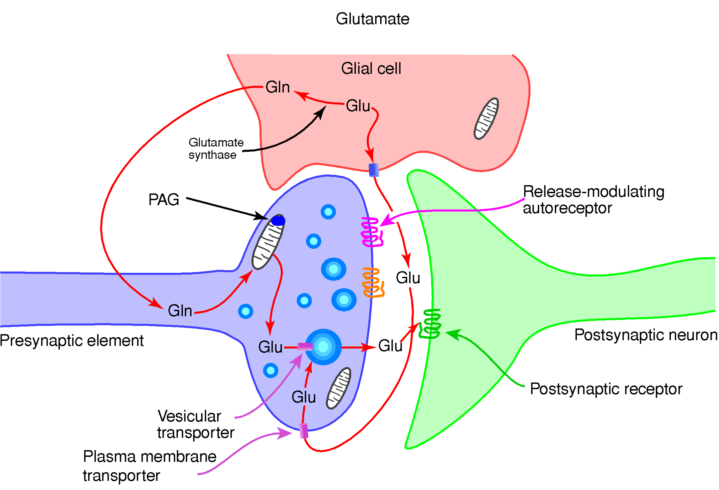 Glutamate
Glial cell
Gln
Glu
Glutamate
synthase
PAG
Release-modulating
autoreceptor
Glu
Gln
Presynaptic element
Postsynaptic neuron
Glu
Glu
Postsynaptic receptor
Glu
Vesicular
transporter
Plasma membrane
transporter